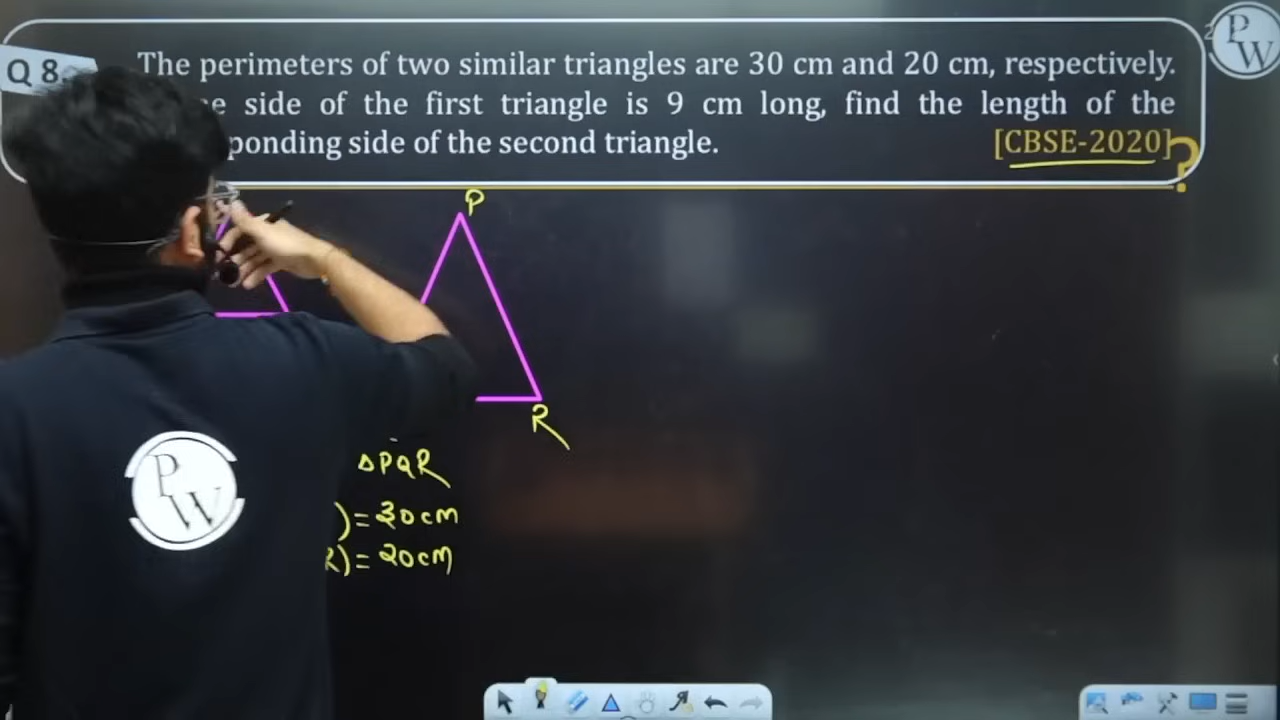 Q 8
The perimeters of two similar triangles are 30 cm and 20 cm, respectively.
side of the first triangle is 9 cm long, find the length of the
ponding side of the second triangle. [CBSE-2020]
?
PW
P
R
ΔPQR
) = 30 cm
R) = 20 cm
PW